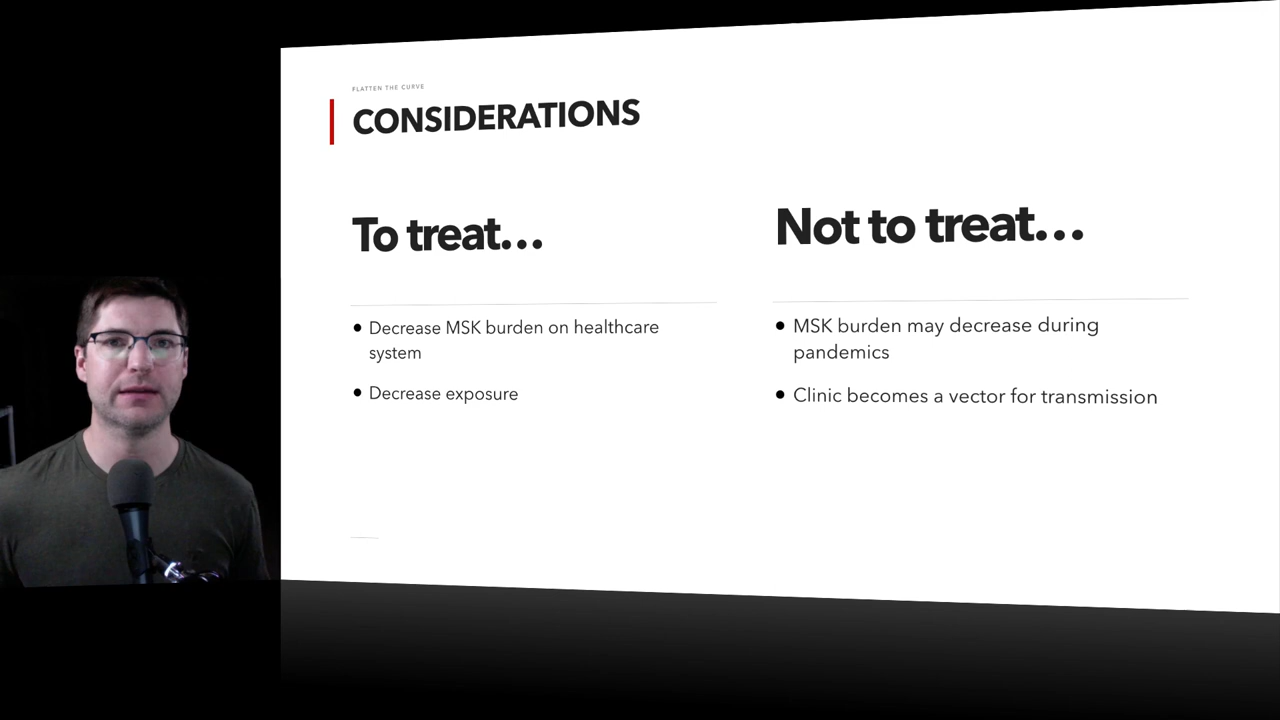 FLATTEN THE CURVE
CONSIDERATIONS
To treat…
• Decrease MSK burden on healthcare
system
• Decrease exposure
Not to treat…
• MSK burden may decrease during
pandemics
• Clinic becomes a vector for transmission